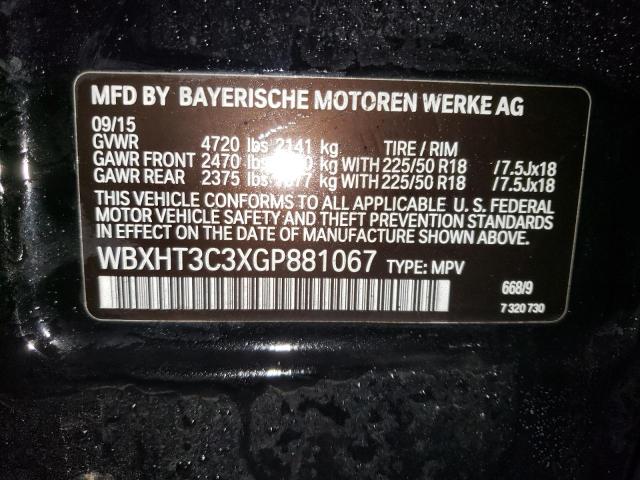 MFD BY BAYERISCHE MOTOREN WERKE AG
09/15
GVWR 4720 lbs 2141 kg TIRE / RIM
GAWR FRONT 2470 lbs kg WITH 225/50 R18 /7.5Jx18
GAWR REAR 2375 lbs kg WITH 225/50 R18 /7.5Jx18
THIS VEHICLE CONFORMS TO ALL APPLICABLE U. S. FEDERAL
MOTOR VEHICLE SAFETY AND THEFT PREVENTION STANDARDS
IN EFFECT ON THE DATE OF MANUFACTURE SHOWN ABOVE.
WBXHT3C3XGP881067 TYPE: MPV
668/9
7 320 730